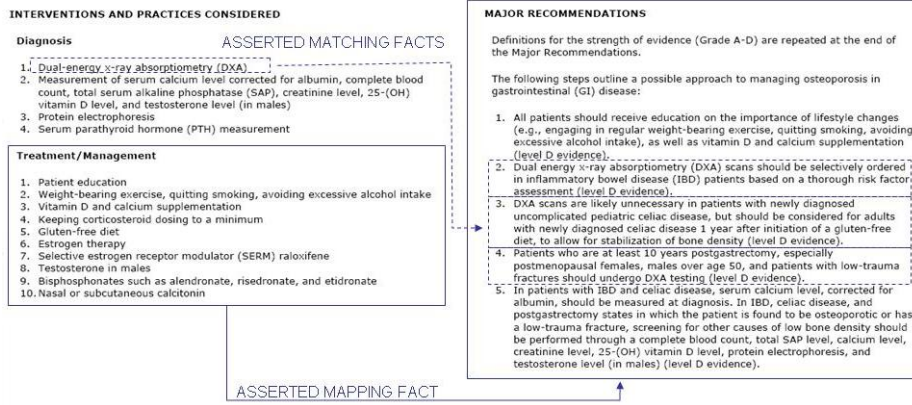 INTERVENTIONS AND PRACTICES CONSIDERED
Diagnosis
ASSERTED MATCHING FACTS
1. Dual-energy x-ray absorptiometry (DXA)
2. Measurement of serum calcium level corrected for albumin, complete blood
count, total serum alkaline phosphatase (SAP), creatinine level, 25-(OH)
vitamin D level, and testosterone level (in males)
3. Protein electrophoresis
4. Serum parathyroid hormone (PTH) measurement
Treatment/Management
1. Patient education
2. Weight-bearing exercise, quitting smoking, avoiding excessive alcohol intake
3. Vitamin D and calcium supplementation
4. Keeping corticosteroid dosing to a minimum
5. Gluten-free diet
6. Estrogen therapy
7. Selective estrogen receptor modulator (SERM) raloxifene
8. Testosterone in males
9. Bisphosphonates such as alendronate, risedronate, and etidronate
10. Nasal or subcutaneous calcitonin
ASSERTED MAPPING FACT
MAJOR RECOMMENDATIONS
Definitions for the strength of evidence (Grade A-D) are repeated at the end of
the Major Recommendations.
The following steps outline a possible approach to managing osteoporosis in
gastrointestinal (GI) disease:
1. All patients should receive education on the importance of lifestyle changes
(e.g., engaging in regular weight-bearing exercise, quitting smoking, avoiding
excessive alcohol intake), as well as vitamin D and calcium supplementation
(level D evidence).
2. Dual energy x-ray absorptiometry (DXA) scans should be selectively ordered
in inflammatory bowel disease (IBD) patients based on a thorough risk factor
assessment (level D evidence).
3. DXA scans are likely unnecessary in patients with newly diagnosed
uncomplicated pediatric celiac disease, but should be considered for adults
with newly diagnosed celiac disease 1 year after initiation of a gluten-free
diet, to allow for stabilization of bone density (level D evidence).
4. Patients who are at least 10 years postgastrectomy, especially
postmenopausal females, males over age 50, and patients with low-trauma
fractures should undergo DXA testing (level D evidence).
5. In patients with IBD and celiac disease, serum calcium level, corrected for
albumin, should be measured at diagnosis. In IBD, celiac disease, and
postgastrectomy states in which the patient is found to be osteoporotic or has
a low-trauma fracture, screening for other causes of low bone density should
be performed through a complete blood count, total SAP level, calcium level,
creatinine level, 25-(OH) vitamin D level, protein electrophoresis, and
testosterone level (in males) (level D evidence).